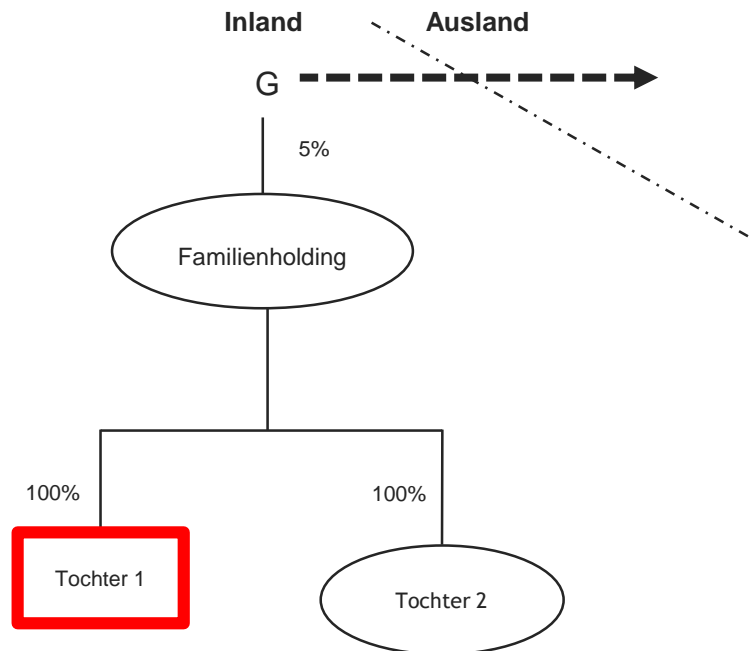 Inland Ausland
G
5%
Familienholding
100% 100%
Tochter 1
Tochter 2